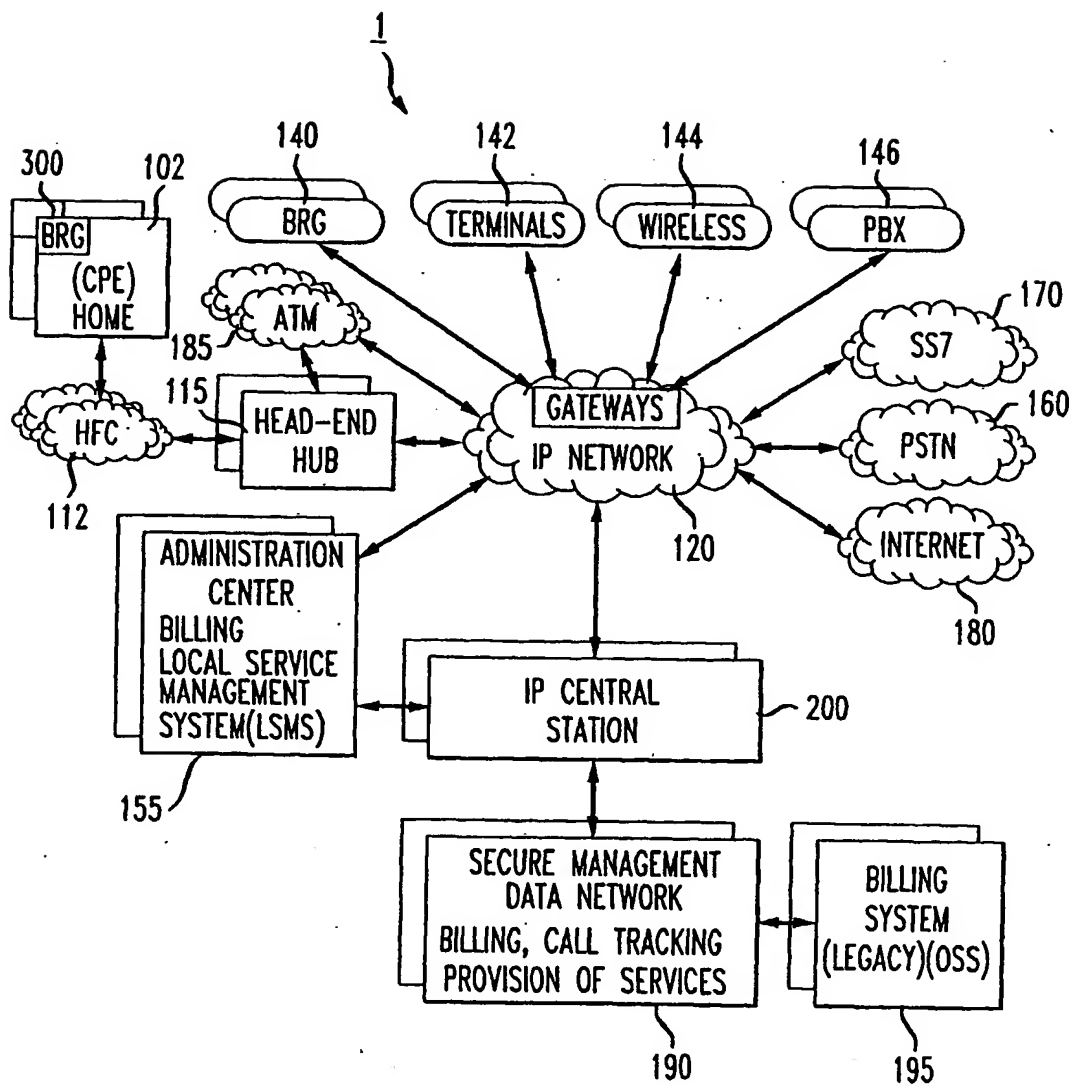 1
140
142
144
146
300
102
BRG
TERMINALS
WIRELESS
PBX
BRG
(CPE)
HOME
ATM
185
170
SS7
115
HEAD-END
HUB
GATEWAYS
IP NETWORK
160
PSTN
HFC
112
120
INTERNET
180
ADMINISTRATION
CENTER
BILLING
LOCAL SERVICE
MANAGEMENT
SYSTEM(LSMS)
155
IP CENTRAL
STATION
200
SECURE MANAGEMENT
DATA NETWORK
BILLING, CALL TRACKING
PROVISION OF SERVICES
190
BILLING
SYSTEM
(LEGACY)(OSS)
195